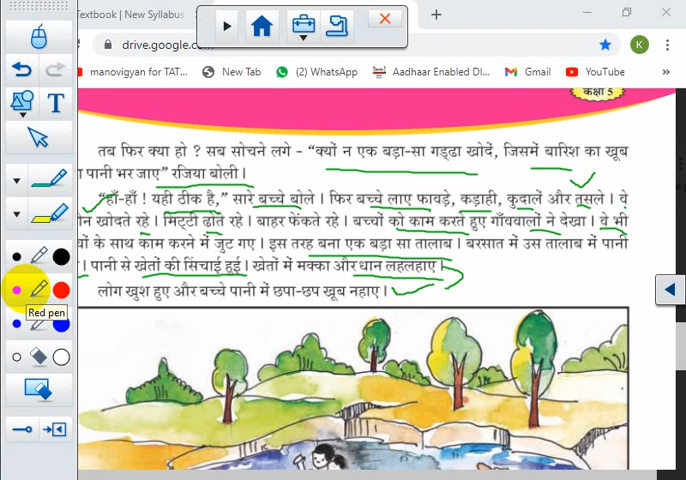 Textbook | New Syllabus
drive.google.co
K
manovigyan for TAT...
New Tab
(2) WhatsApp
Aadhaar Enabled DI...
Gmail
YouTube
T
कक्षा 5
तब फिर क्या हो ? सब सोचने लगे - “क्यों न एक बड़ा-सा गड्ढा खोदें, जिसमें बारिश का खूब
पानी भर जाए” रजिया बोली।
“हाँ-हाँ ! यही ठीक है,” सारे बच्चे बोले। फिर बच्चे लाए फावड़े, कड़ाही, कुदालें और तसले। वे
खोदते रहे। मिट्टी ढोते रहे। बाहर फेंकते रहे। बच्चों को काम करते हुए गाँववालों ने देखा। वे भी
के साथ काम करने में जुट गए। इस तरह बना एक बड़ा सा तालाब। बरसात में उस तालाब में पानी
। पानी से खेतों की सिंचाई हुई। खेतों में मक्का और धान लहलहाए।
लोग खुश हुए और बच्चे पानी में छपा-छप खूब नहाए।
Red pen